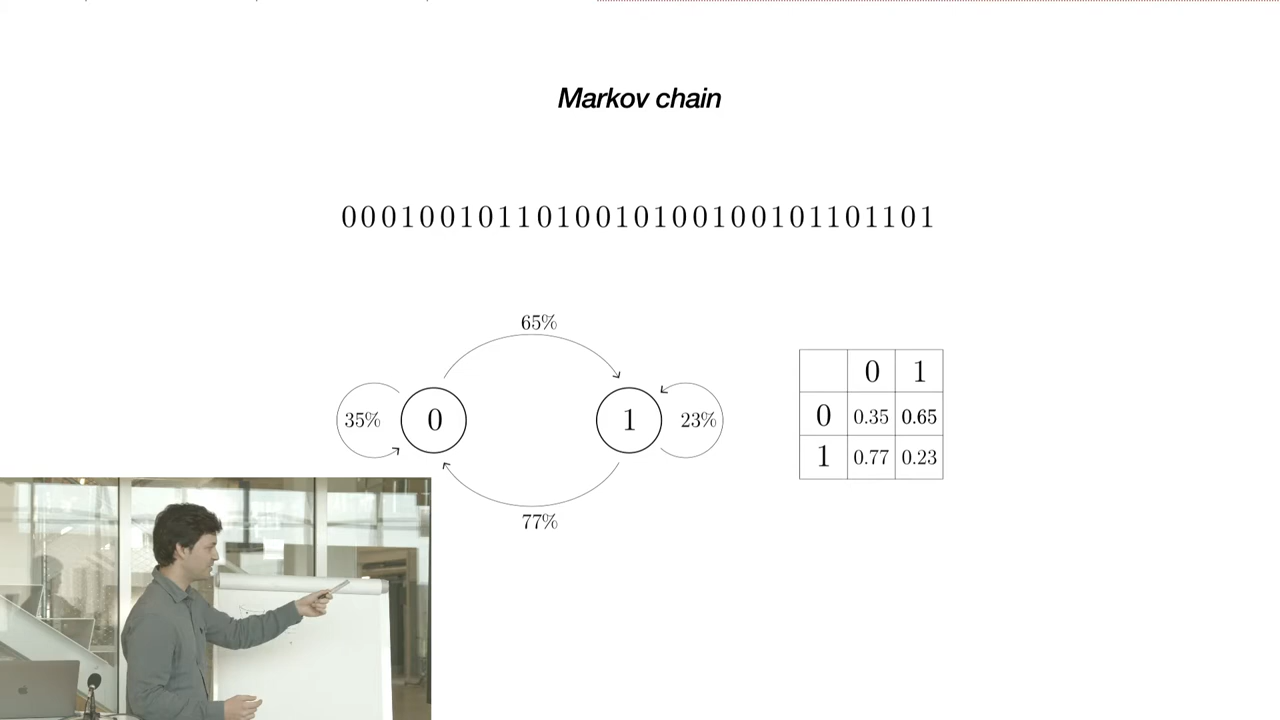 Markov chain
0001001011010010100100101101101
65%
35% 0 1 23%
77%
0 1
0 0.35 0.65
1 0.77 0.23